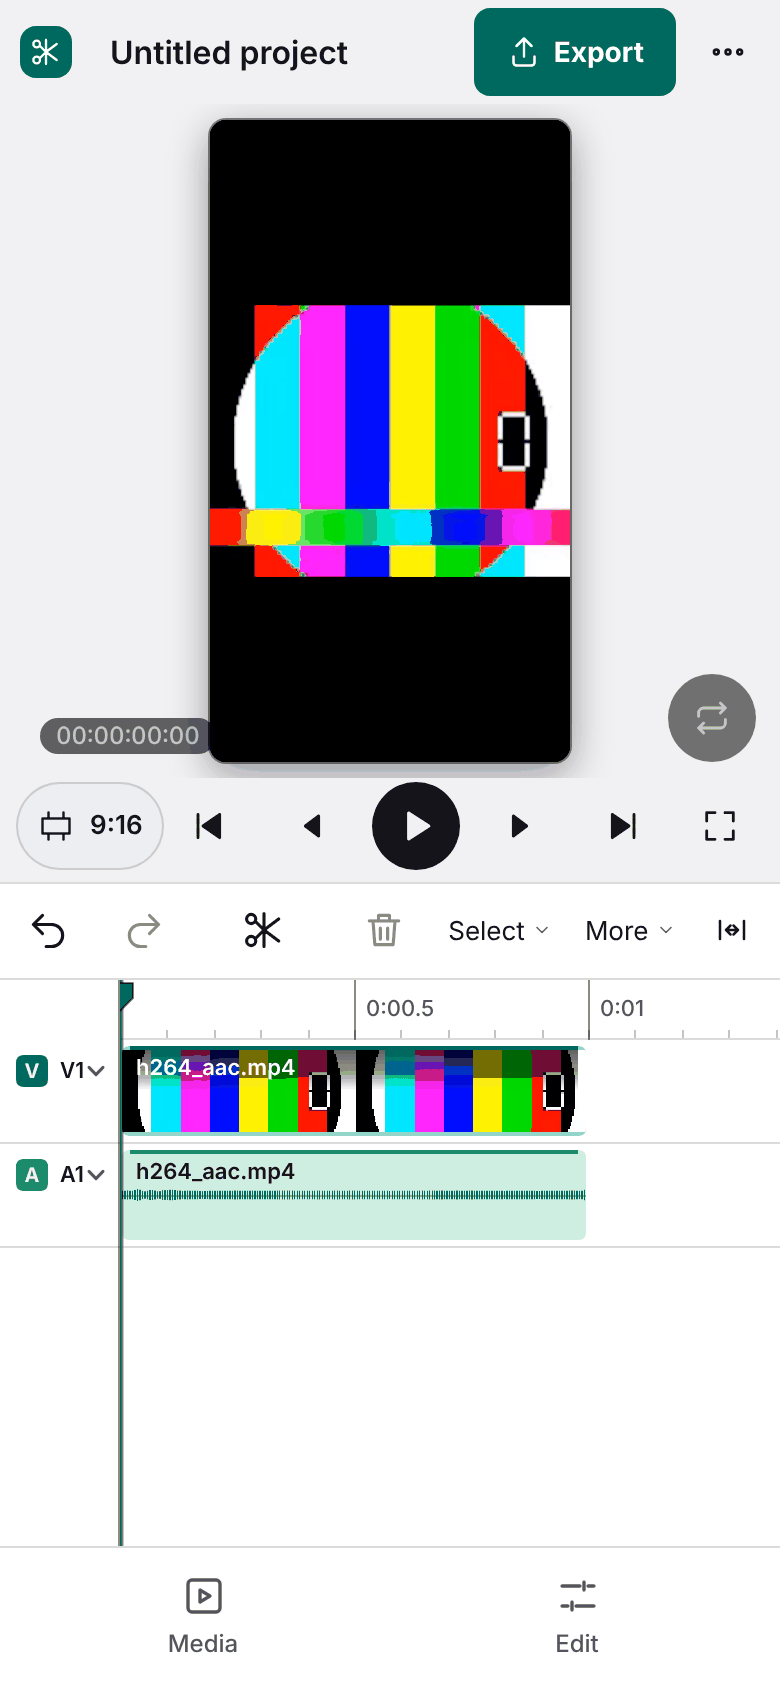 Untitled project
Export
00:00:00:00
9:16
Select
More
0:00.5
0:01
V
V1
h264_aac.mp4
A
A1
h264_aac.mp4
Media
Edit